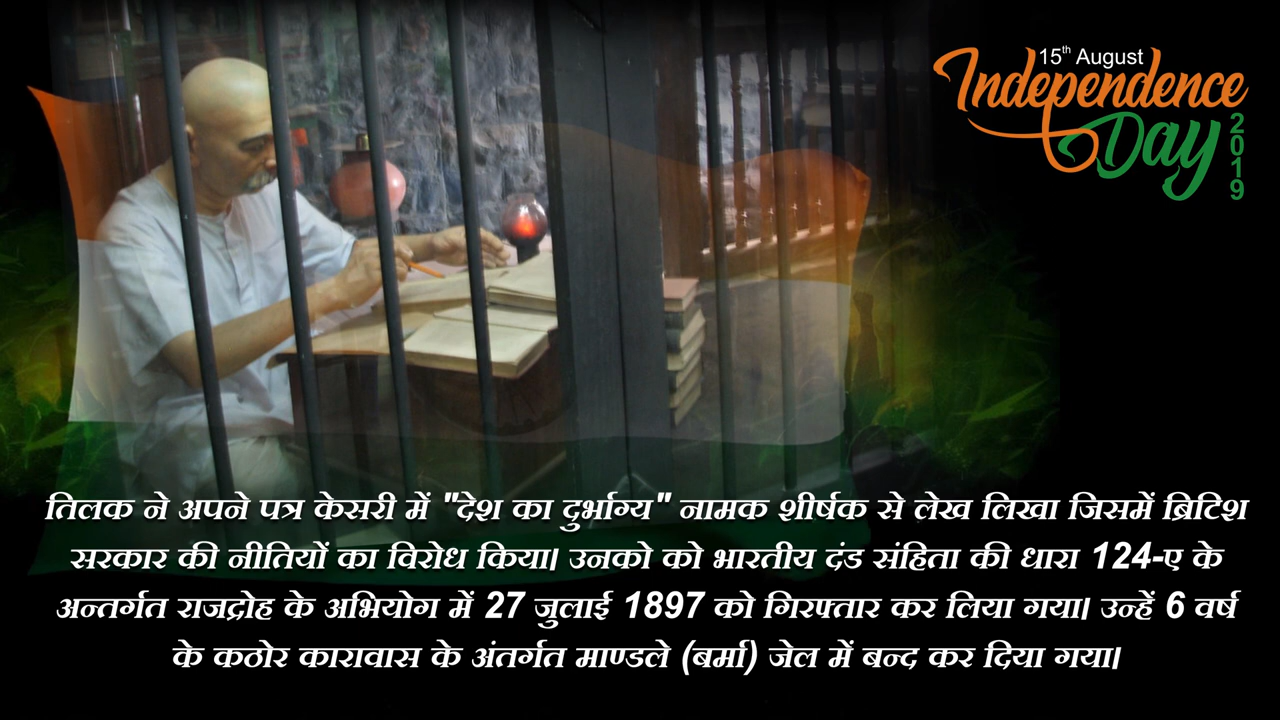 15th August
Independence
Day
2019
तिलक ने अपने पत्र केसरी में "देश का दुर्भाग्य" नामक शीर्षक से लेख लिखा जिसमें ब्रिटिश
सरकार की नीतियों का विरोध किया। उनको को भारतीय दंड संहिता की धारा 124-ए के
अन्तर्गत राजद्रोह के अभियोग में 27 जुलाई 1897 को गिरफ्तार कर लिया गया। उन्हें 6 वर्ष
के कठोर कारावास के अंतर्गत माण्डले (बर्मा) जेल में बन्द कर दिया गया।